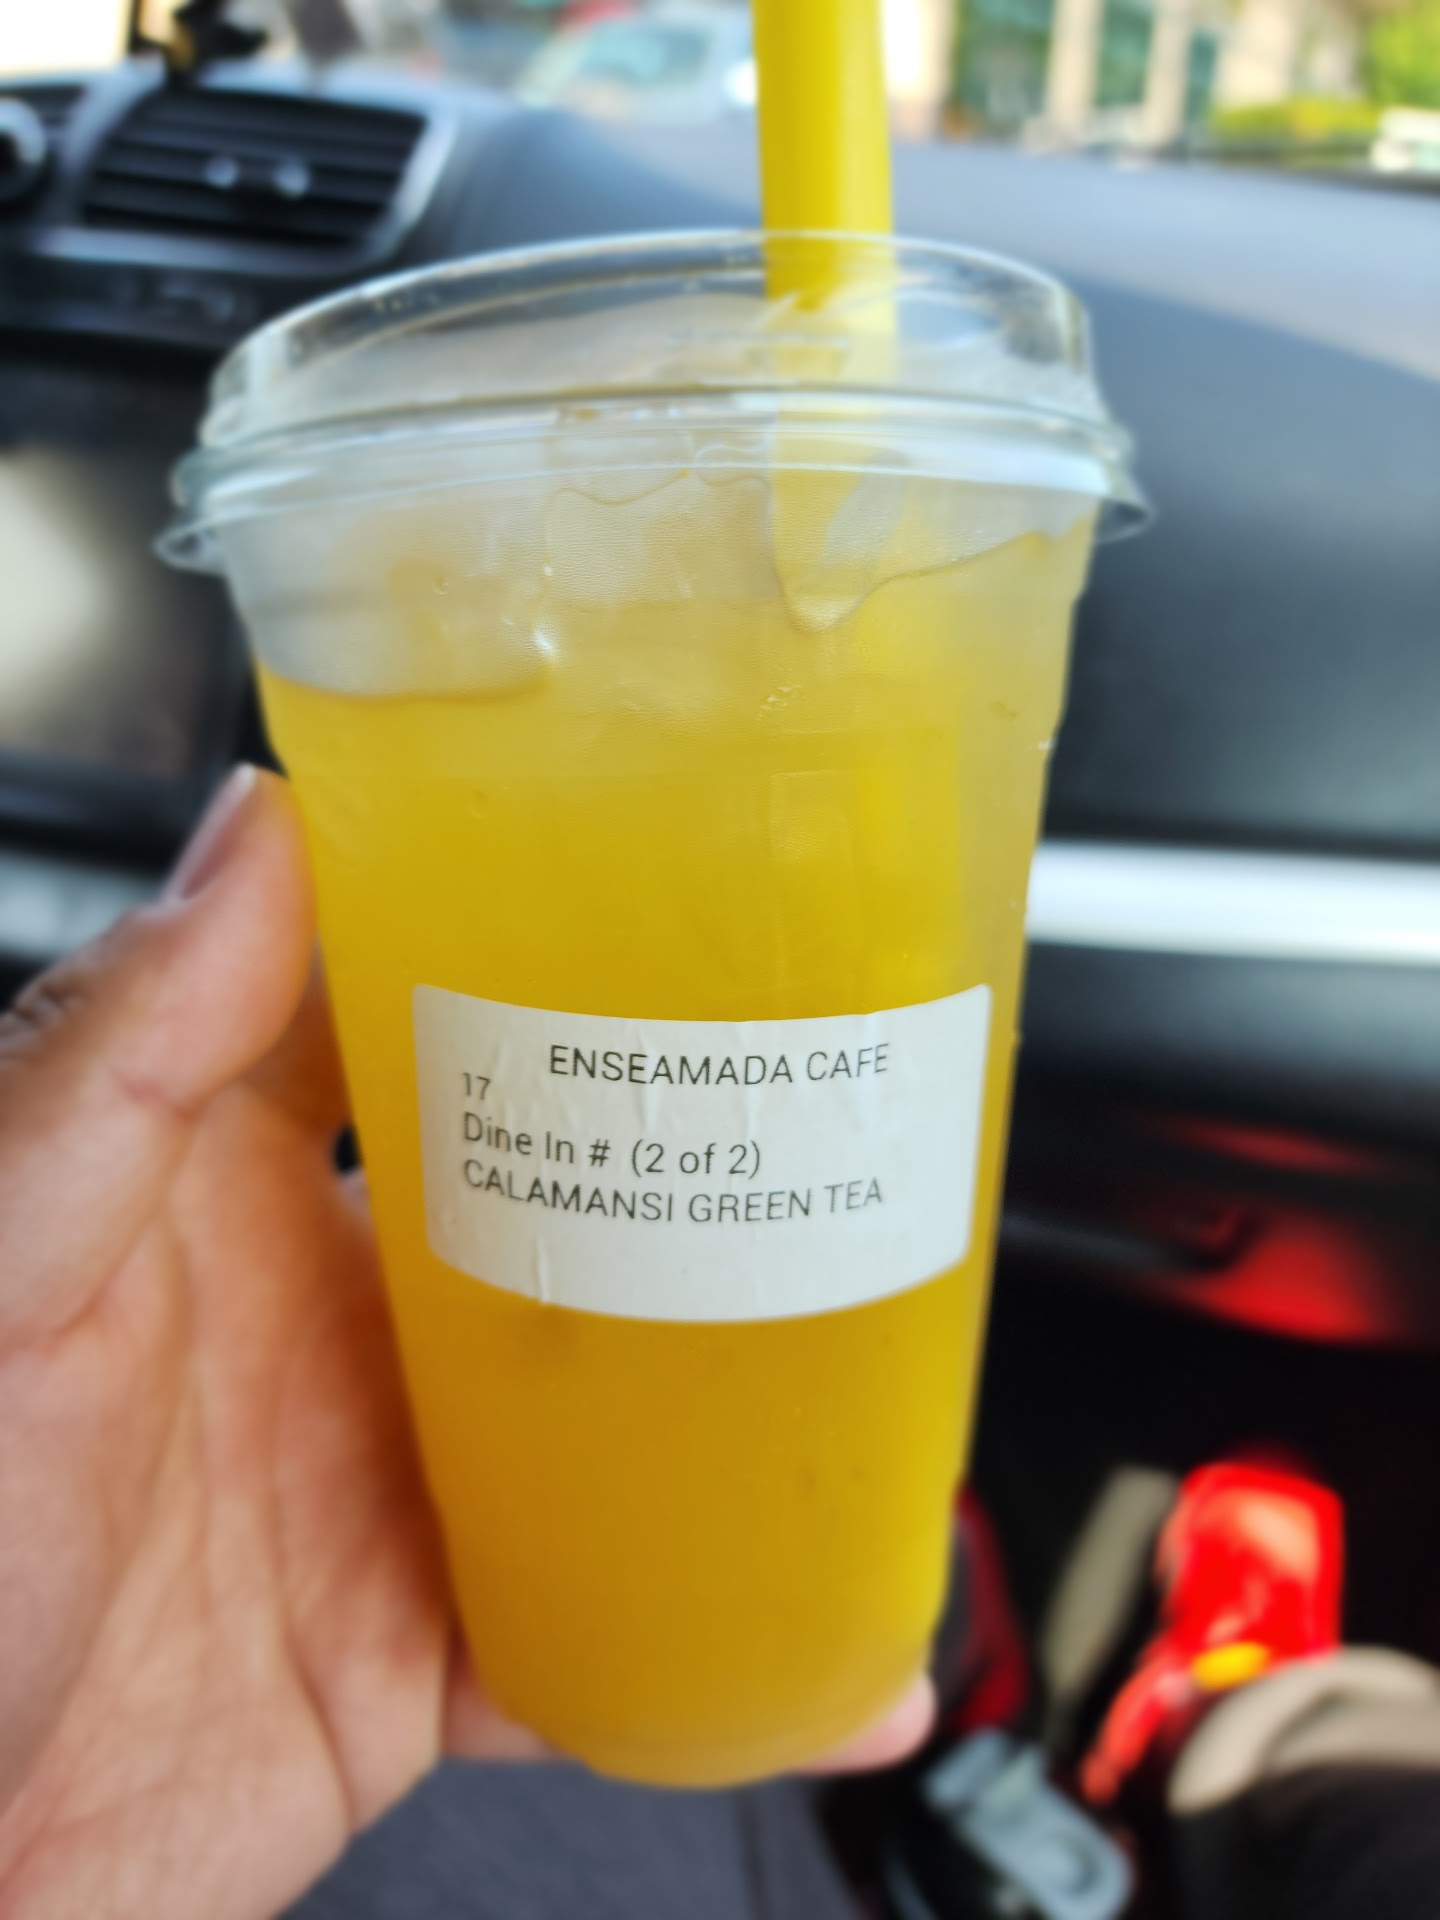 ENSEAMADA CAFE
17
Dine In # (2 of 2)
CALAMANSI GREEN TEA